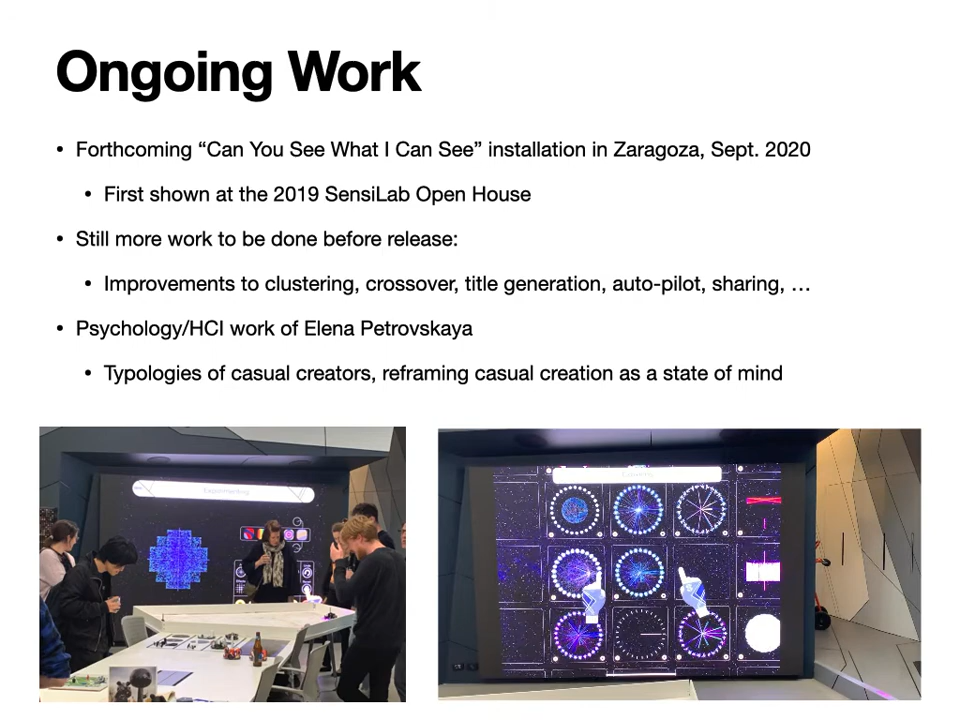 Ongoing Work
• Forthcoming “Can You See What I Can See” installation in Zaragoza, Sept. 2020
• First shown at the 2019 SensiLab Open House
• Still more work to be done before release:
• Improvements to clustering, crossover, title generation, auto-pilot, sharing, …
• Psychology/HCI work of Elena Petrovskaya
• Typologies of casual creators, reframing casual creation as a state of mind